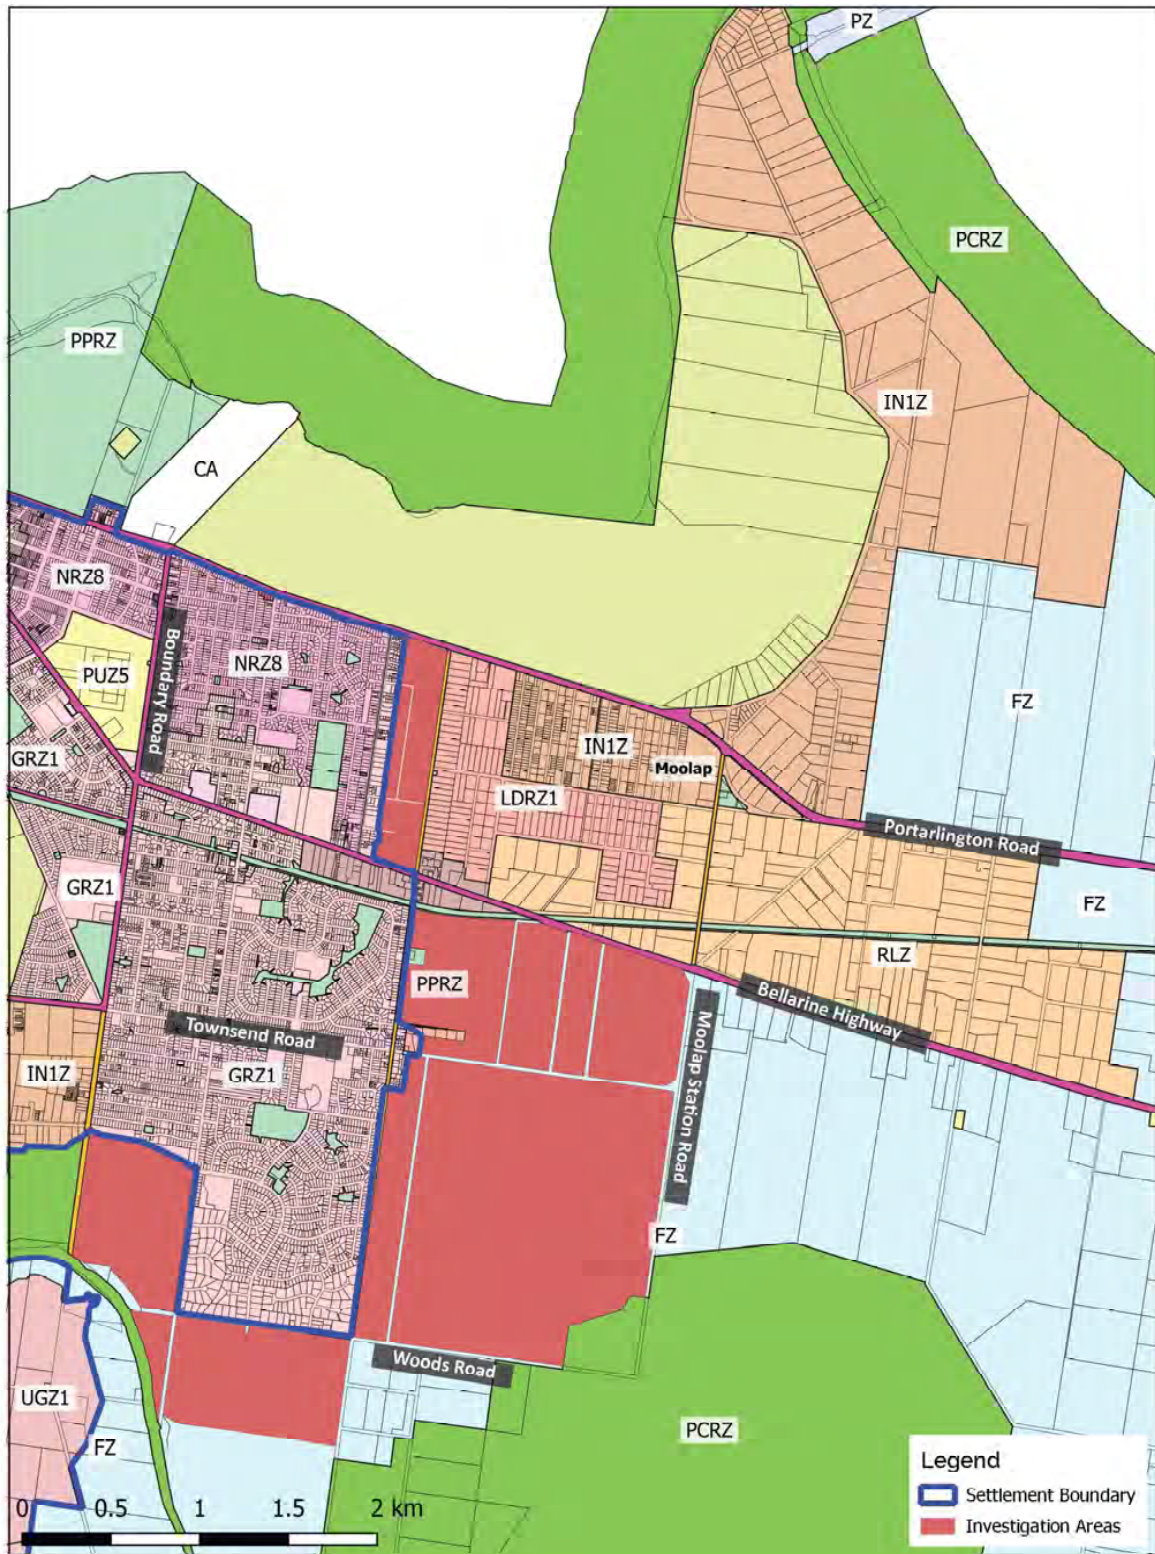 PZ
PCRZ
PPRZ
IN1Z
CA
NRZ8
Boundary Road
NRZ8
PUZ5
FZ
IN1Z
GRZ1
Moolap
LDRZ1
Portarlington Road
GRZ1
FZ
RLZ
PPRZ
Bellarine Highway
Townsend Road
Moolap Station Road
IN1Z
GRZ1
FZ
Woods Road
UGZ1
PCRZ
FZ
Legend
Settlement Boundary
Investigation Areas
0 0.5 1 1.5 2 km